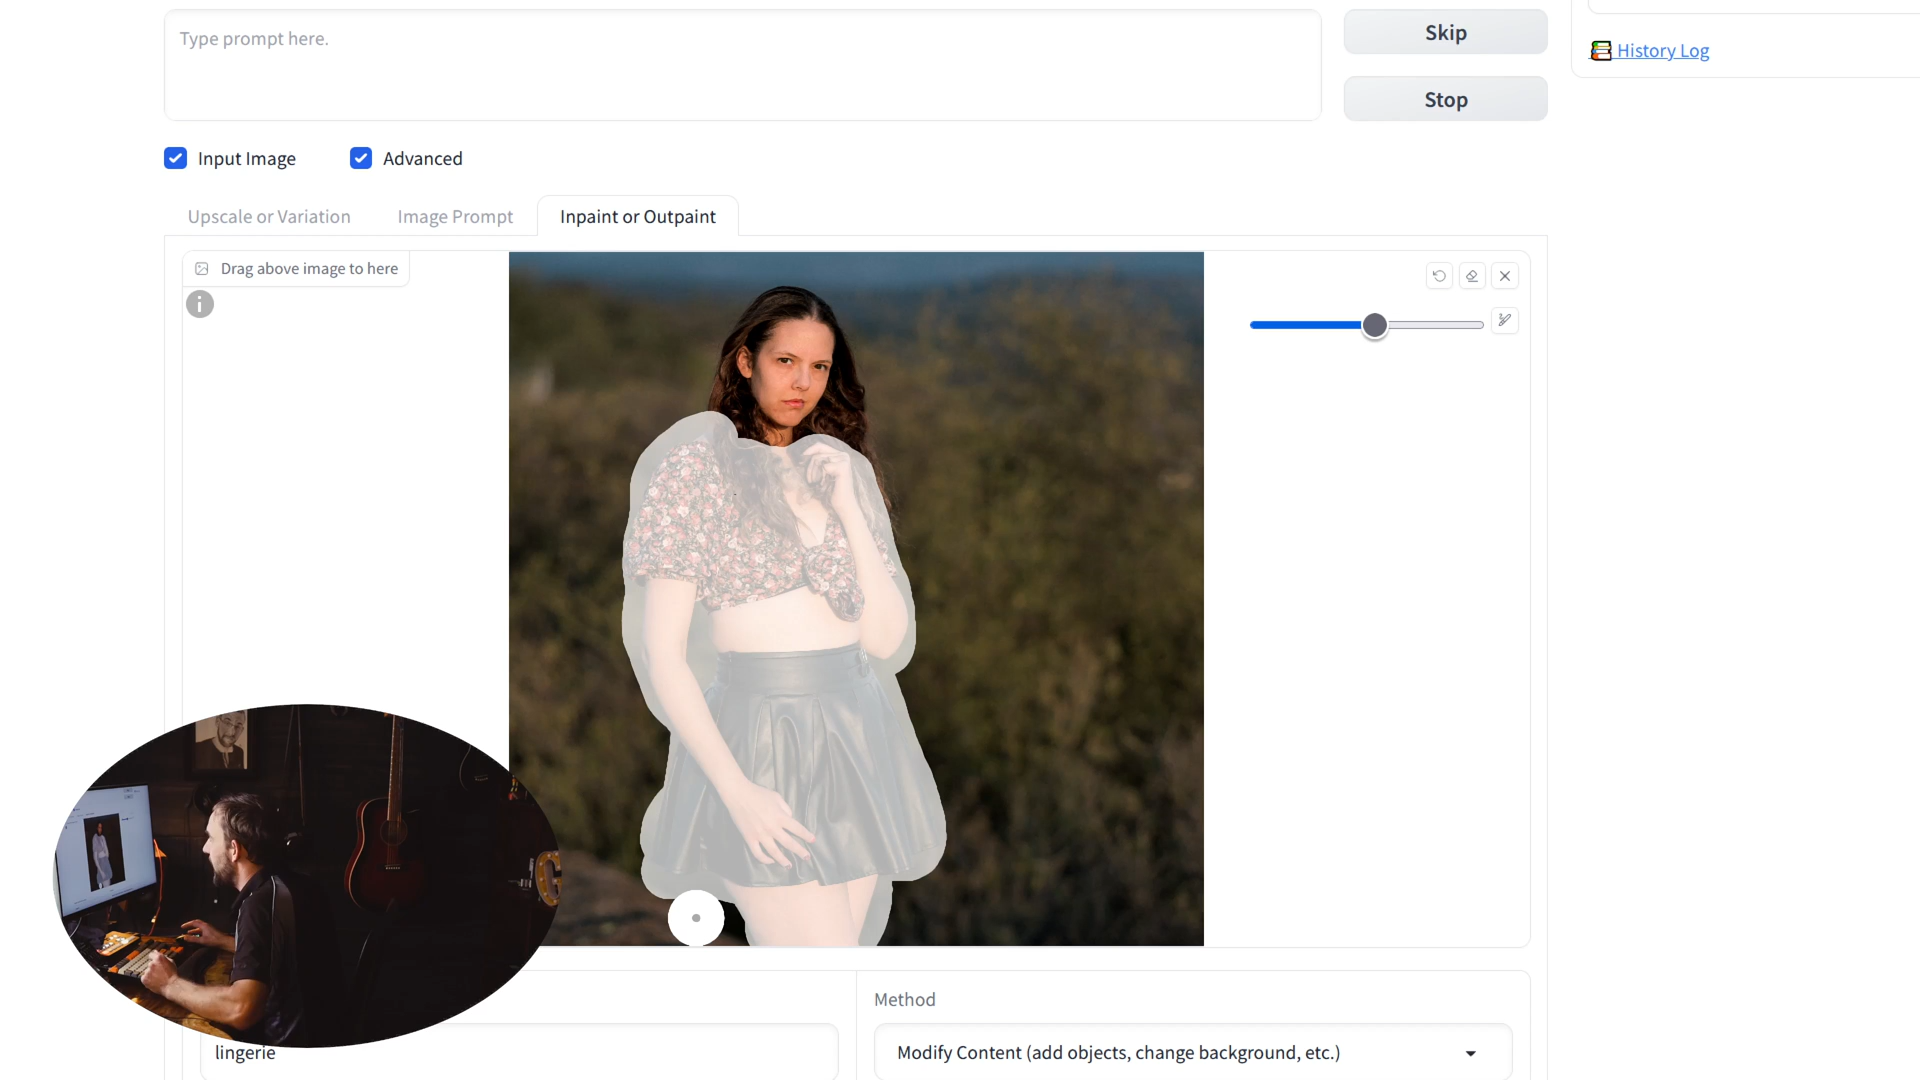 Type prompt here.
Skip
History Log
Stop
Input Image
Advanced
Upscale or Variation
Image Prompt
Inpaint or Outpaint
Drag above image to here
Method
lingerie
Modify Content (add objects, change background, etc.)